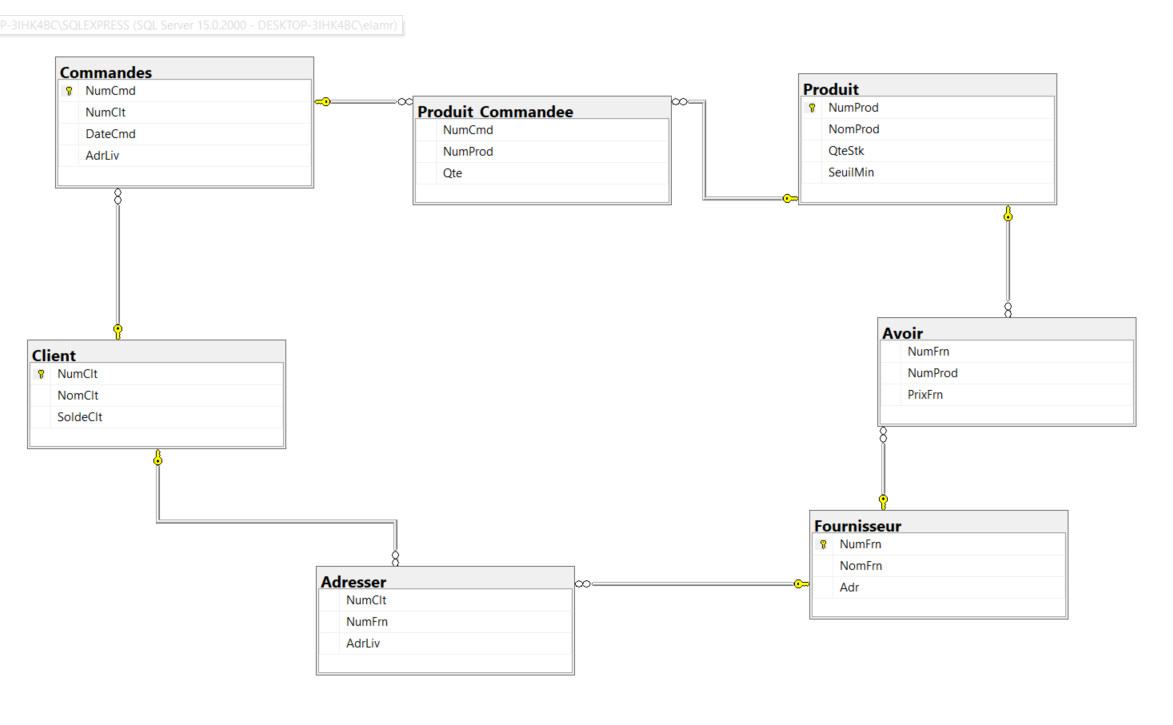 P-3IHK4BC\SQLEXPRESS (SQL Server 15.0.2000 - DESKTOP-3IHK4BC\elamr)
Commandes
NumCmd
NumClt
DateCmd
AdrLiv
Produit_Commandee
NumCmd
NumProd
Qte
Produit
NumProd
NomProd
QteStk
SeuilMin
Client
NumClt
NomClt
SoldeClt
Avoir
NumFrn
NumProd
PrixFrn
Fournisseur
NumFrn
NomFrn
Adr
Adresser
NumClt
NumFrn
AdrLiv